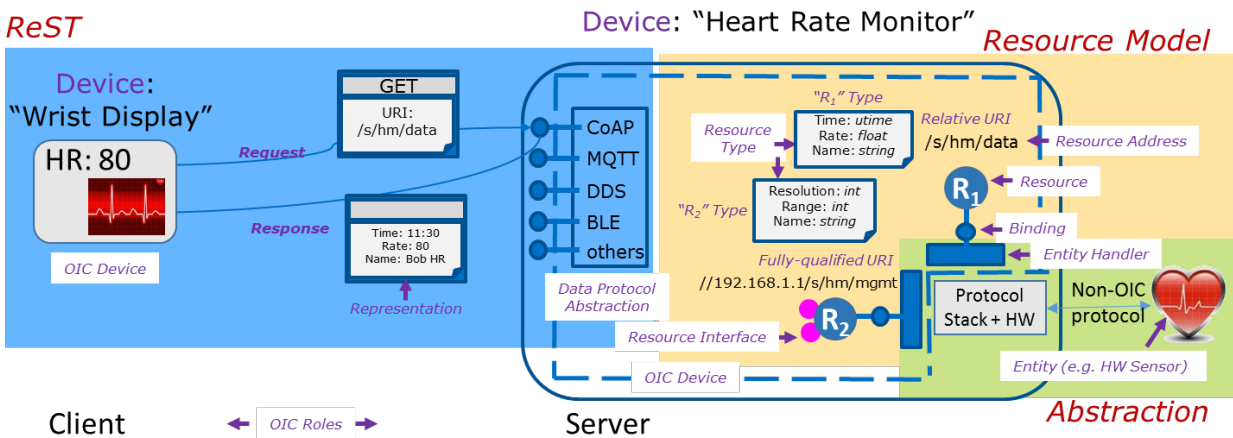 ReST
Device: “Heart Rate Monitor”
Resource Model
Device:
“Wrist Display”
HR: 80
OIC Device
Request
Response
GET
URI:
/s/hm/data
Time: 11:30
Rate: 80
Name: Bob HR
Representation
CoAP
MQTT
DDS
BLE
others
Data Protocol
Abstraction
“R1” Type
Time: utime
Rate: float
Name: string
Relative URI
/s/hm/data
Resource Address
Resource
Type
“R2” Type
Resolution: int
Range: int
Name: string
R1
Resource
Binding
Entity Handler
Fully-qualified URI
//192.168.1.1/s/hm/mgmt
R2
Resource Interface
Protocol
Stack + HW
Non-OIC
protocol
Entity (e.g. HW Sensor)
OIC Device
Abstraction
Client
OIC Roles
Server